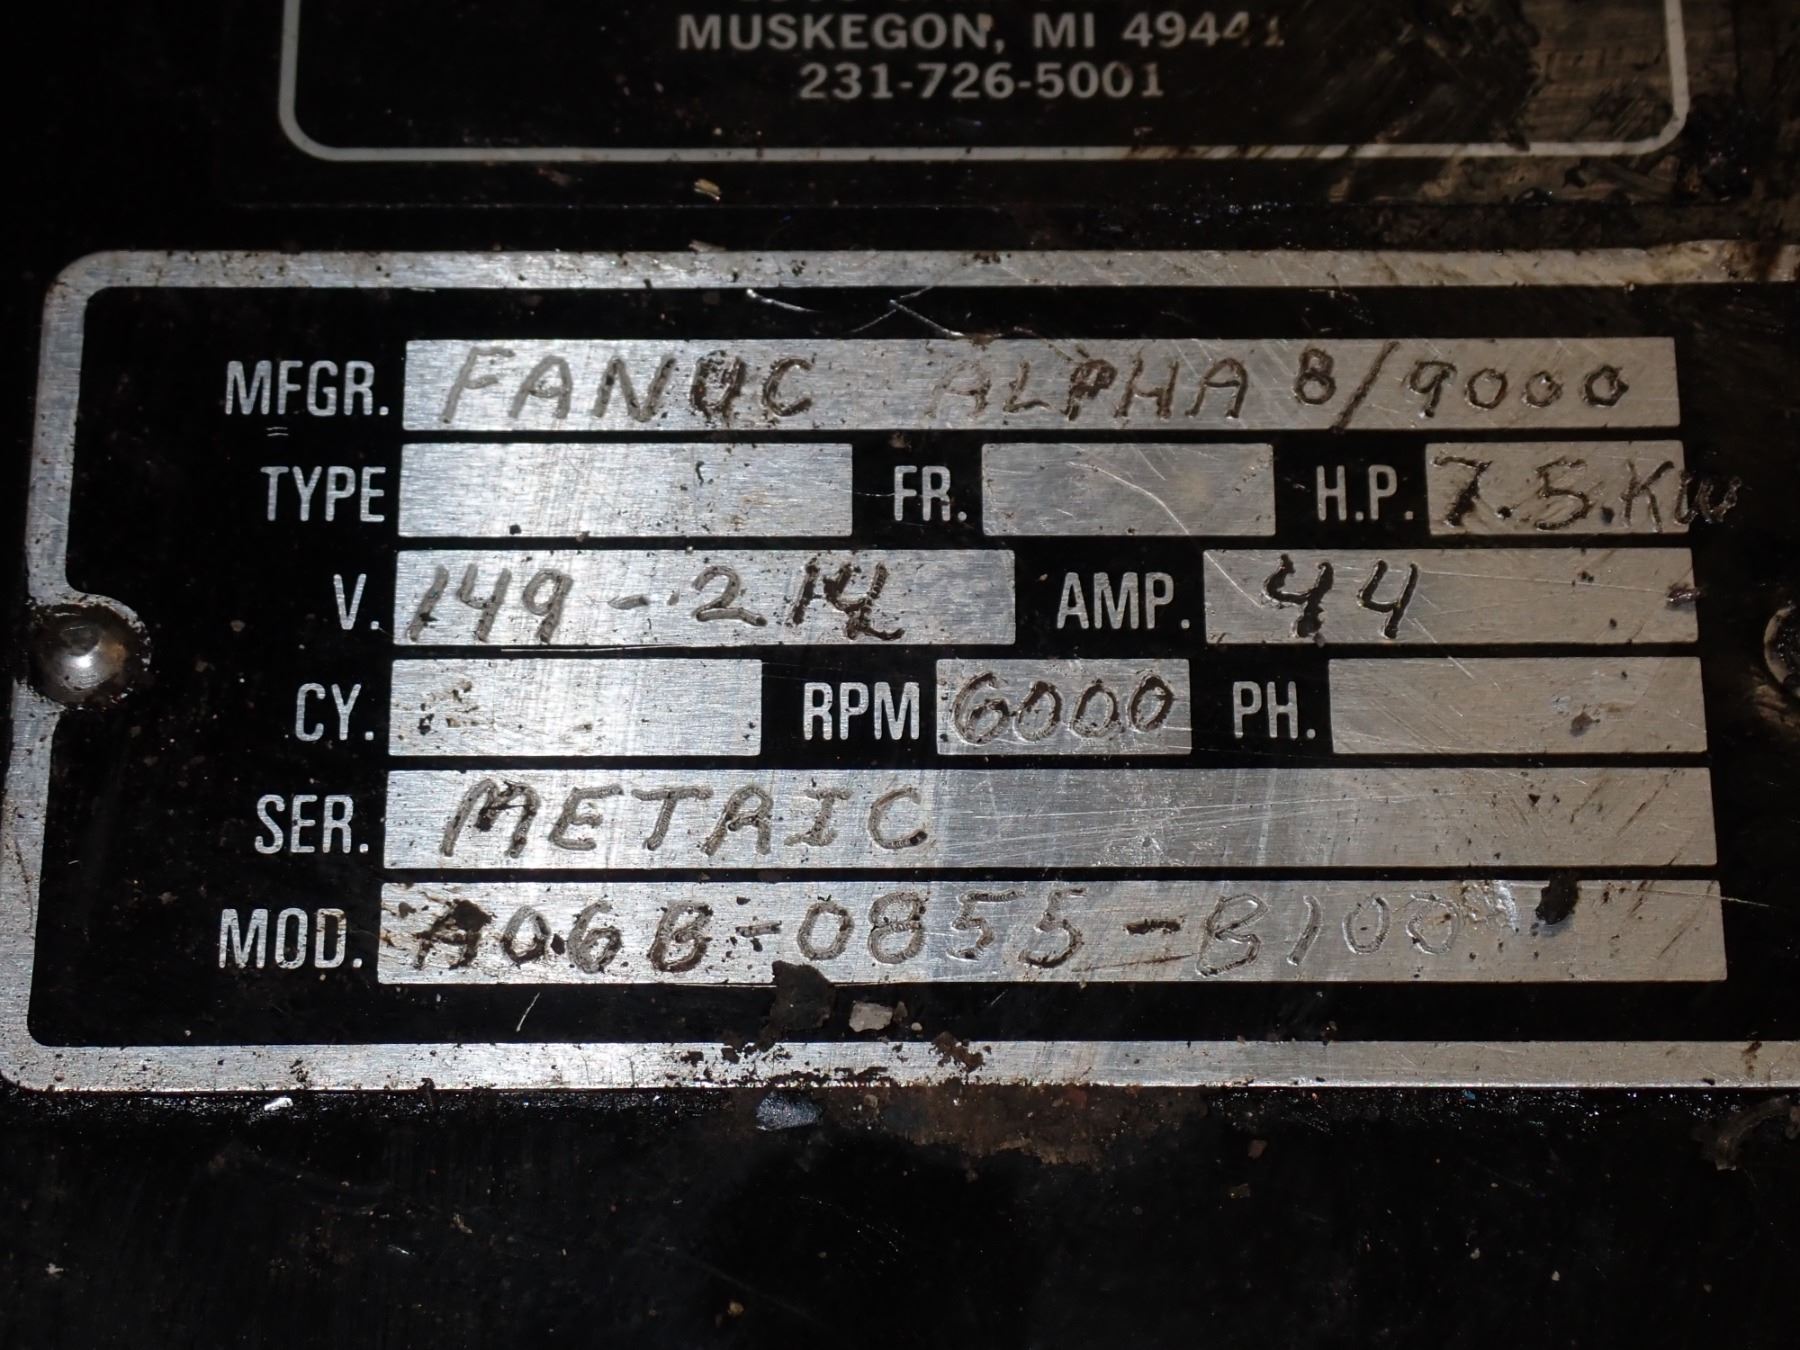 MUSKEGON, MI 49441
231-726-5001
MFGR. FANUC ALPHA 8/9000
TYPE FR. H.P. 7.5.KW
V. 149-214 AMP. 44
CY. RPM 6000 PH.
SER. METRIC
MOD. A06B-0855-B100